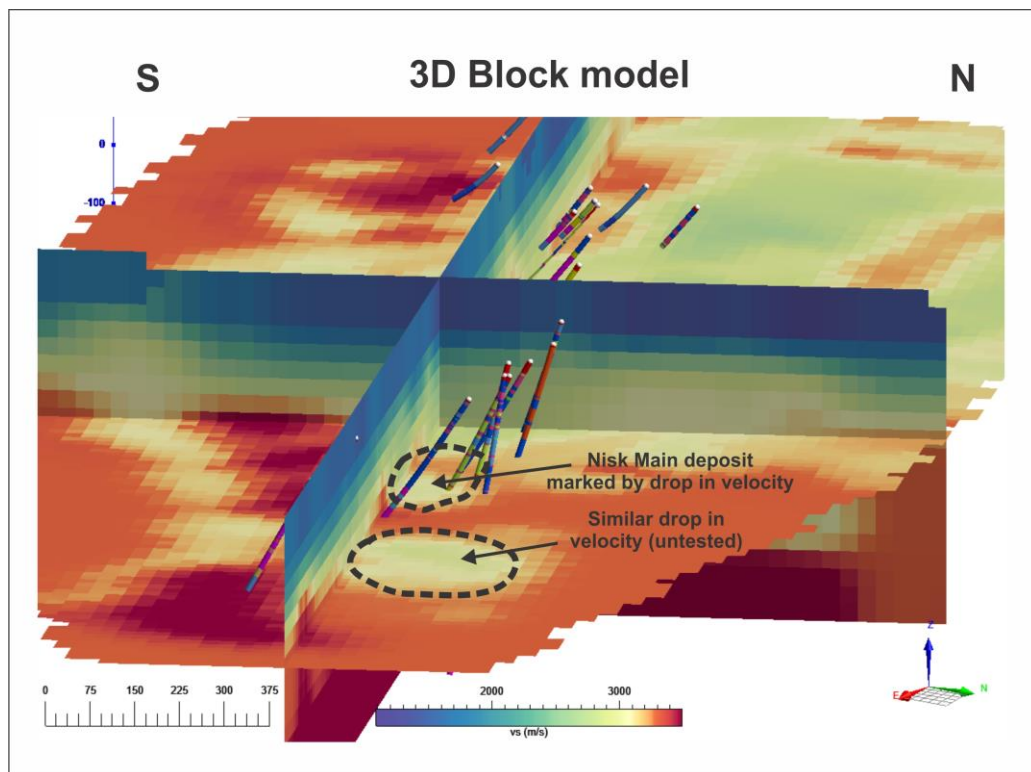 S
3D Block model
N
0
-100
Nisk Main deposit
marked by drop in velocity
Similar drop in
velocity (untested)
Z
E
N
0 75 150 225 300 375
2000 3000
vs (m/s)